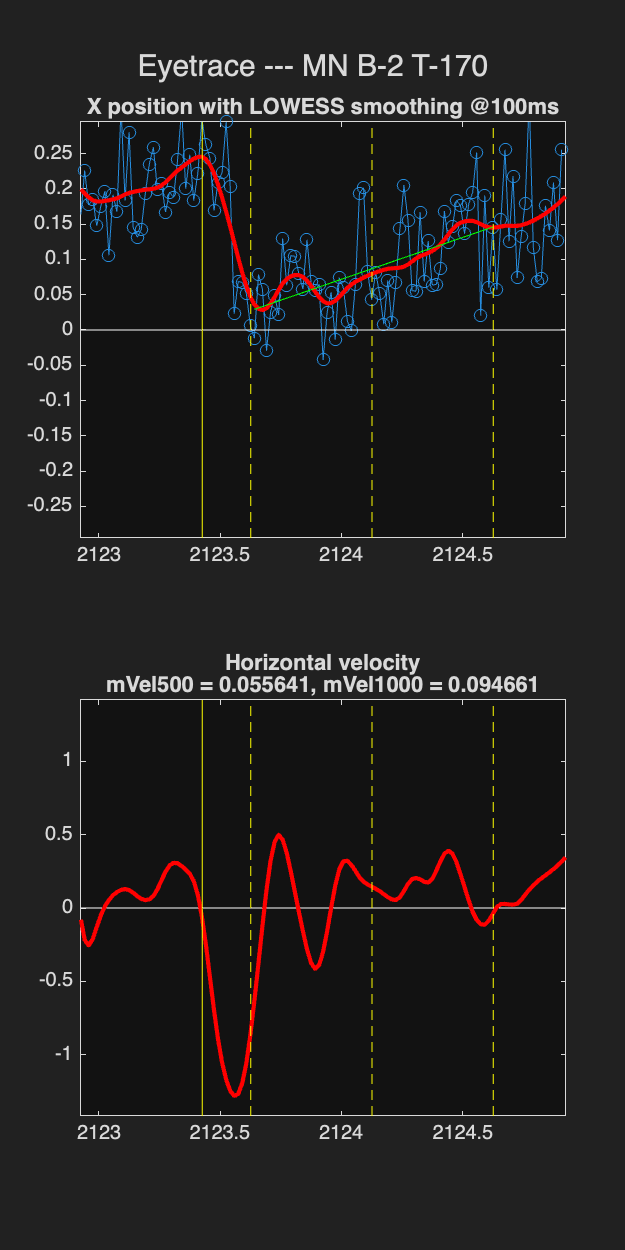 Eyetrace --- MN B-2 T-170
X position with LOWESS smoothing @100ms
0.25
0.2
0.15
0.1
0.05
0
-0.05
-0.1
-0.15
-0.2
-0.25
2123 2123.5 2124 2124.5
Horizontal velocity
mVel500 = 0.055641, mVel1000 = 0.094661
1
0.5
0
-0.5
-1
2123 2123.5 2124 2124.5